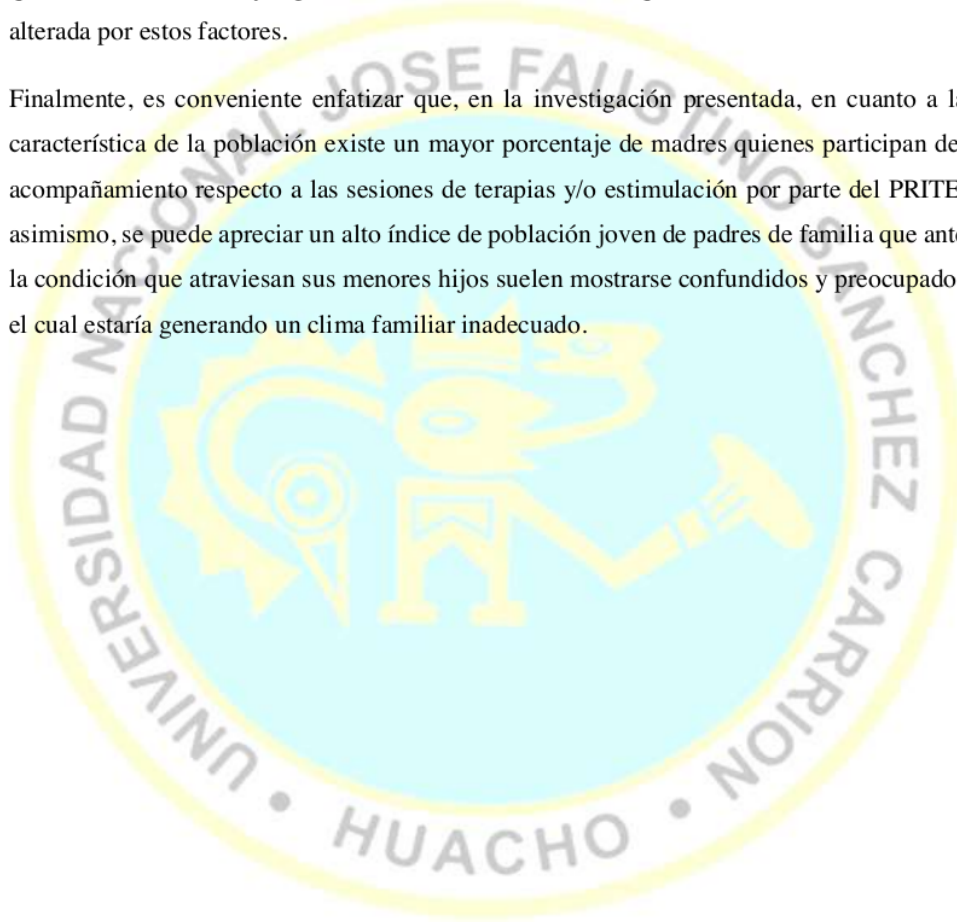 alterada por estos factores.
Finalmente, es conveniente enfatizar que, en la investigación presentada, en cuanto a
característica de la población existe un mayor porcentaje de madres quienes participan
acompañamiento respecto a las sesiones de terapias y/o estimulación por parte del PRITE
asimismo, se puede apreciar un alto índice de población joven de padres de familia que
la condición que atraviesan sus menores hijos suelen mostrarse confundidos y
el cual estaría generando un clima familiar inadecuado.
UNIVERSIDAD NACIONAL JOSE FAUSTINO SANCHEZ CARRION
• HUACHO •